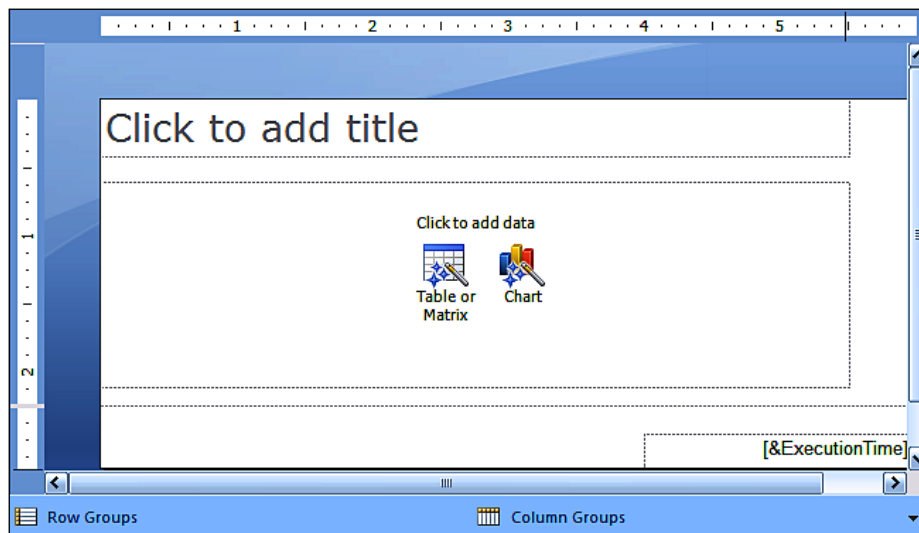 1 2 3 4 5
Click to add title
1
Click to add data
Table or Chart
Matrix
2
[&ExecutionTime]
Row Groups Column Groups